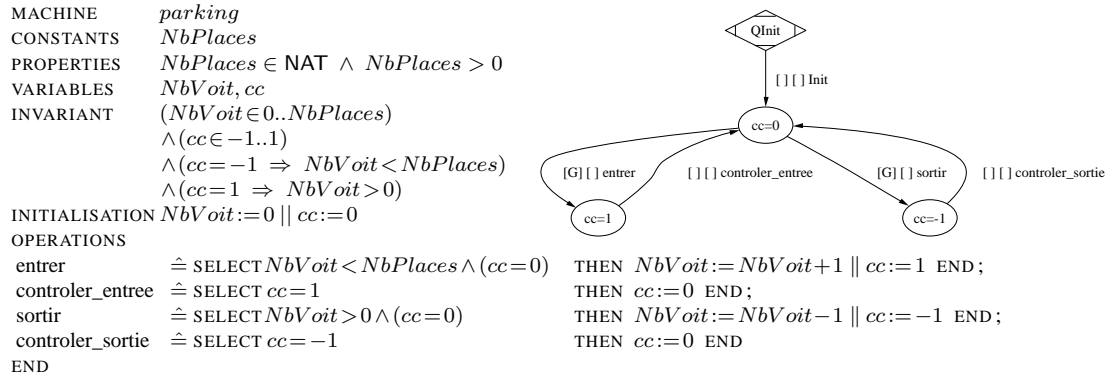 MACHINE parking
CONSTANTS NbPlaces
PROPERTIES NbPlaces ∈ NAT ∧ NbPlaces > 0
VARIABLES NbVoit, cc
INVARIANT (NbVoit∈0..NbPlaces)
∧(cc∈−1..1)
∧(cc=−1 ⇒ NbVoit<NbPlaces)
∧(cc=1 ⇒ NbVoit>0)
INITIALISATION NbVoit:=0 || cc:=0
OPERATIONS
entrer ≙ SELECT NbVoit<NbPlaces∧(cc=0) THEN NbVoit:=NbVoit+1 ∥ cc:=1 END;
controler_entree ≙ SELECT cc=1 THEN cc:=0 END;
sortir ≙ SELECT NbVoit>0∧(cc=0) THEN NbVoit:=NbVoit−1 ∥ cc:=−1 END;
controler_sortie ≙ SELECT cc=−1 THEN cc:=0 END
END
QInit
[ ] [ ] Init
cc=0
[G] [ ] entrer [ ] [ ] controler_entree [G] [ ] sortir [ ] [ ] controler_sortie
cc=1 cc=-1